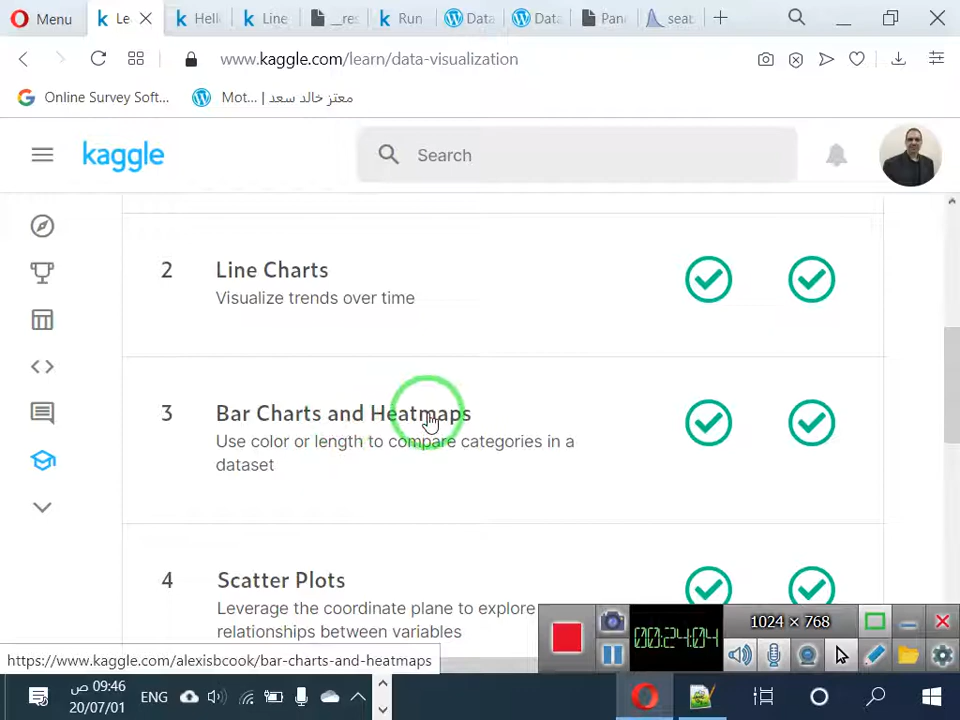 Menu
Le
Hell
Line
__res
Run
Data
Data
Pan
seab
www.kaggle.com/learn/data-visualization
Online Survey Soft...
Mot... | معتز خالد سعد
kaggle
Search
2
Line Charts
Visualize trends over time
3
Bar Charts and Heatmaps
Use color or length to compare categories in a
dataset
4
Scatter Plots
Leverage the coordinate plane to explore
relationships between variables
00:24:04
1024 × 768
https://www.kaggle.com/alexisbcook/bar-charts-and-heatmaps
09:46 ص
20/07/01
ENG